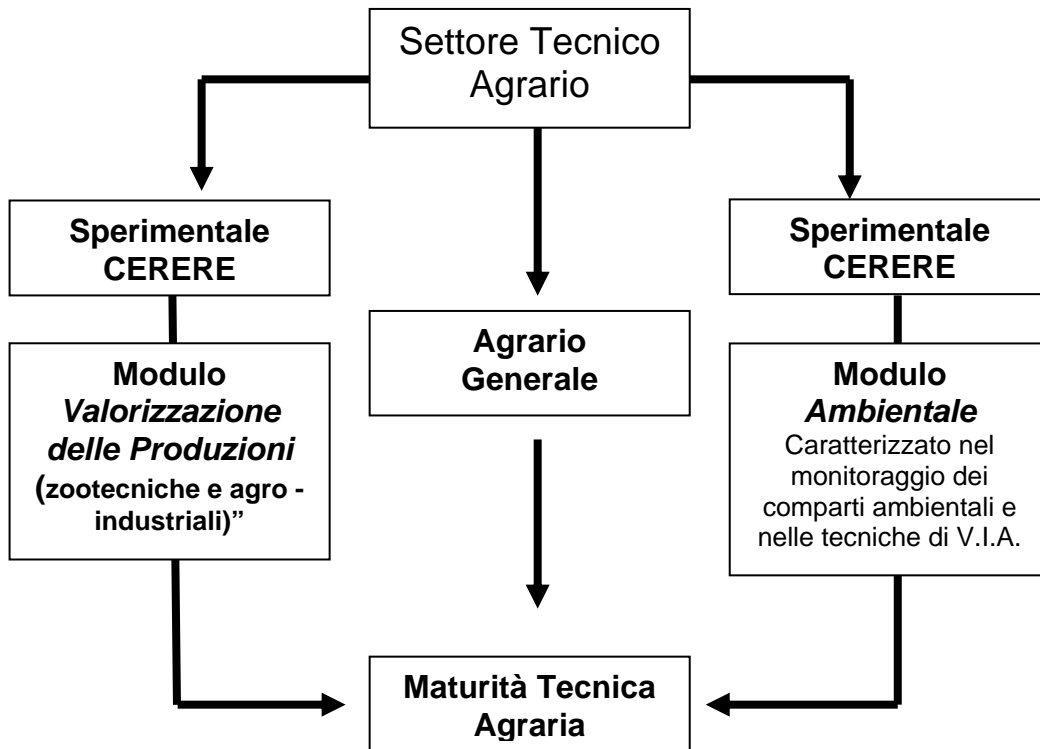 Settore Tecnico
Agrario
Sperimentale
CERERE
Modulo
Valorizzazione
delle Produzioni
(zootecniche e agro -
industriali)”
Agrario
Generale
Sperimentale
CERERE
Modulo
Ambientale
Caratterizzato nel
monitoraggio dei
comparti ambientali e
nelle tecniche di V.I.A.
Maturità Tecnica
Agraria